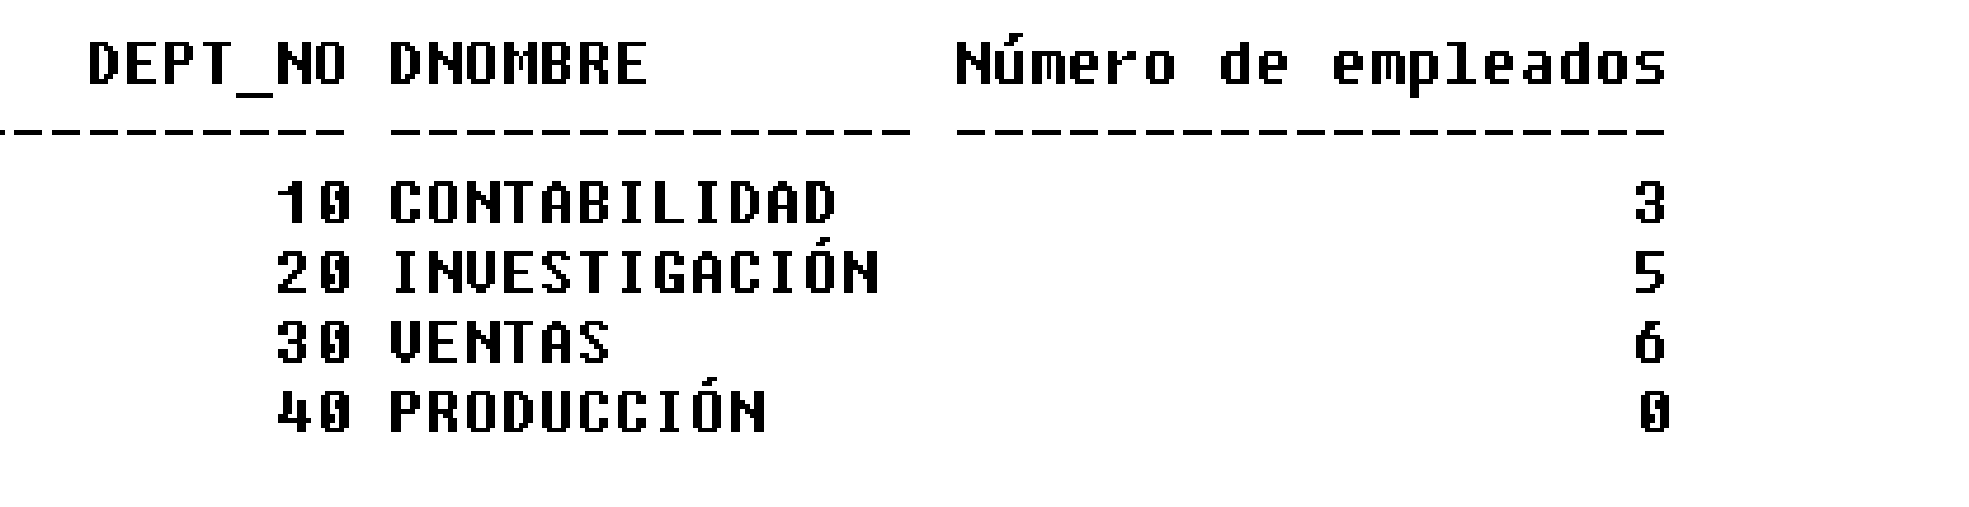 DEPT_NO DNOMBRE Número de empleados
---------- -------------- -------------------
10 CONTABILIDAD 3
20 INVESTIGACIÓN 5
30 VENTAS 6
40 PRODUCCIÓN 0